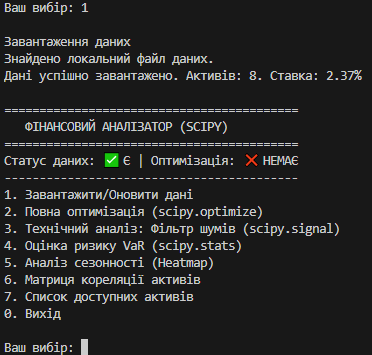 Ваш вибір: 1
Завантаження даних
Знайдено локальний файл даних.
Дані успішно завантажено. Активів: 8. Ставка: 2.37%
==========================================
ФІНАНСОВИЙ АНАЛІЗАТОР (SCIPY)
==========================================
Статус даних: ✅ Є | Оптимізація: ❌ НЕМАЄ
------------------------------------------
1. Завантажити/Оновити дані
2. Повна оптимізація (scipy.optimize)
3. Технічний аналіз: Фільтр шумів (scipy.signal)
4. Оцінка ризику VaR (scipy.stats)
5. Аналіз сезонності (Heatmap)
6. Матриця кореляції активів
7. Список доступних активів
0. Вихід
Ваш вибір: